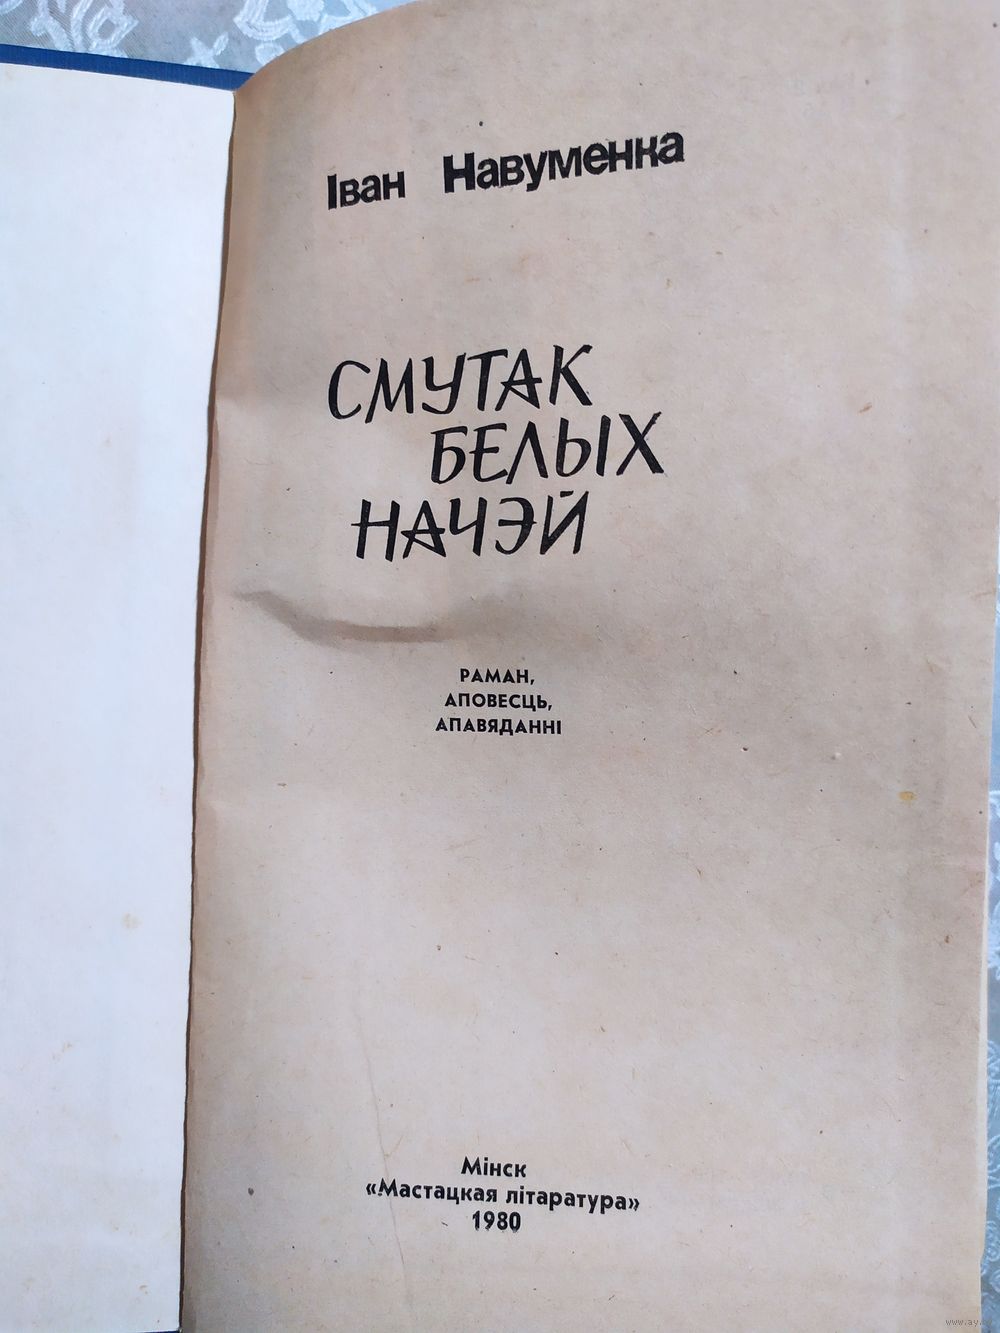 Іван Навуменка
СМУТАК
БЕЛЫХ
НАЧЭЙ
РАМАН,
АПОВЕСЦЬ,
АПАВЯДАННІ
Мінск
«Мастацкая літаратура»
1980